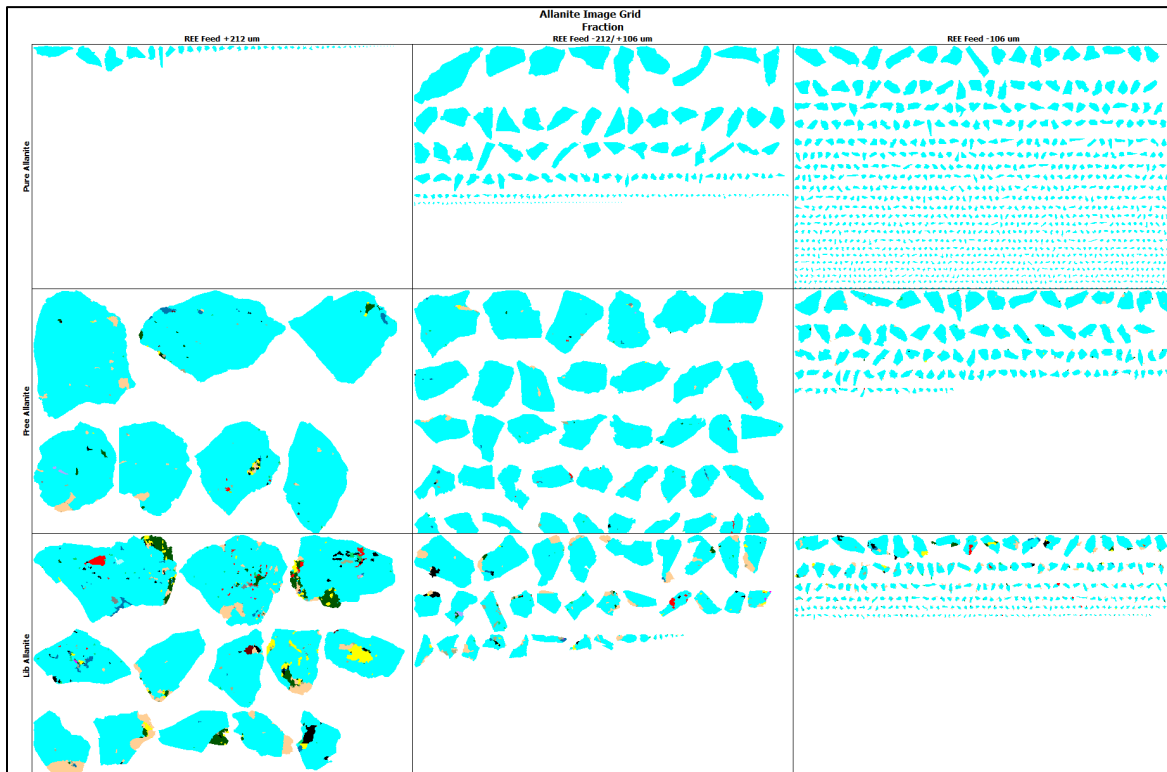 Allanite Image Grid
Fraction
REE Feed +212 um
REE Feed -212/+106 um
REE Feed -106 um
Pure Allanite
Free Allanite
Lib Allanite